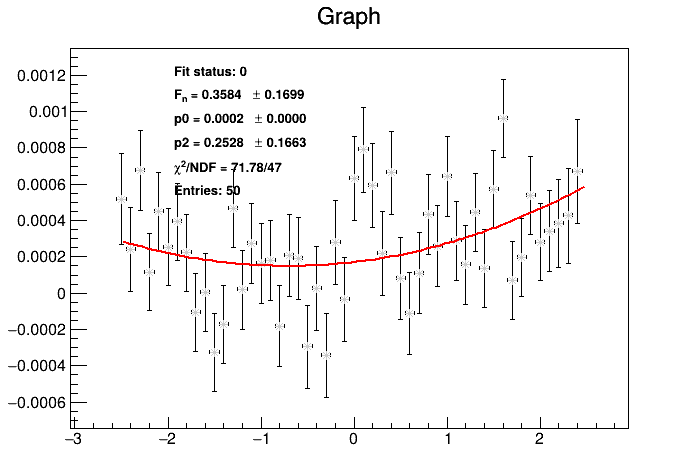 Graph
Fit status: 0
Fn = 0.3584 ± 0.1699
p0 = 0.0002 ± 0.0000
p2 = 0.2528 ± 0.1663
χ²/NDF = 71.78/47
Entries: 50
0.0012
0.001
0.0008
0.0006
0.0004
0.0002
0
−0.0002
−0.0004
−0.0006
−3 −2 −1 0 1 2